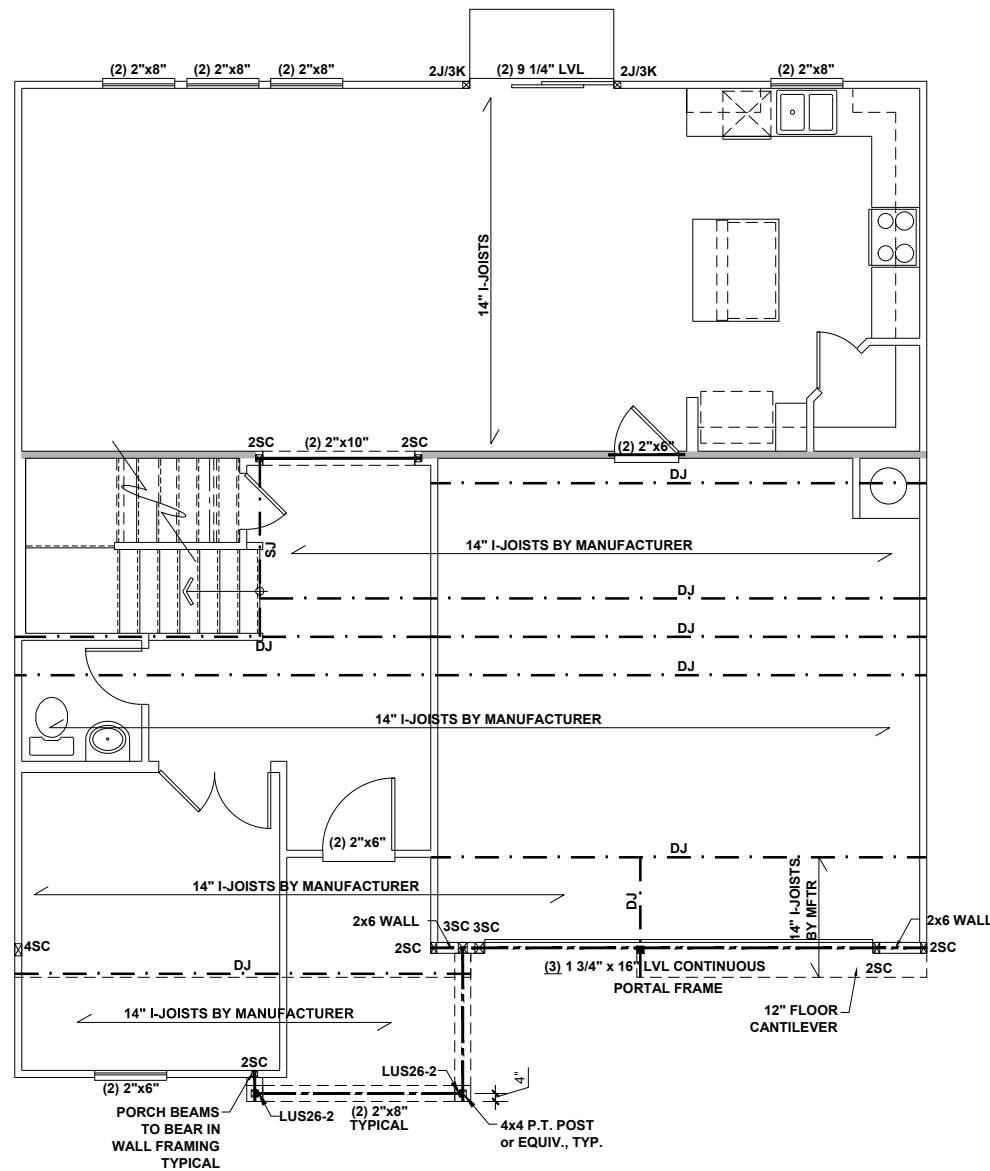 (2) 2"x8"
(2) 2"x8"
(2) 2"x8"
2J/3K
(2) 9 1/4" LVL
2J/3K
(2) 2"x8"
14" I-JOISTS
2SC
(2) 2"x10"
2SC
(2) 2"x6"
DJ
SJ
14" I-JOISTS BY MANUFACTURER
DJ
DJ
DJ
DJ
14" I-JOISTS BY MANUFACTURER
(2) 2"x6"
DJ
14" I-JOISTS BY MANUFACTURER
DJ
14" I-JOISTS
BY MFTR
2x6 WALL
3SC
3SC
2x6 WALL
4SC
2SC
2SC
2SC
(3) 1 3/4" x 16" LVL CONTINUOUS
PORTAL FRAME
DJ
12" FLOOR
CANTILEVER
14" I-JOISTS BY MANUFACTURER
2SC
LUS26-2
4"
(2) 2"x6"
LUS26-2
(2) 2"x8"
TYPICAL
PORCH BEAMS
TO BEAR IN
WALL FRAMING
TYPICAL
4x4 P.T. POST
or EQUIV., TYP.